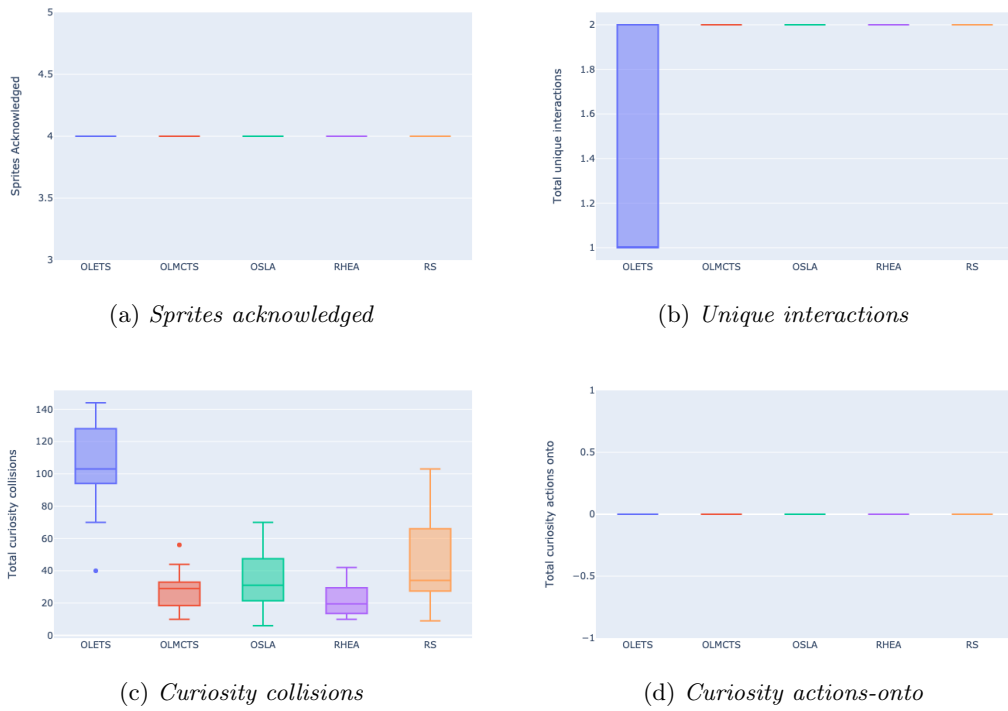 Sprites Acknowledged
5
4.5
4
3.5
3
OLETS OLMCTS OSLA RHEA RS
(a) Sprites acknowledged
Total unique interactions
2
1.8
1.6
1.4
1.2
1
OLETS OLMCTS OSLA RHEA RS
(b) Unique interactions
Total curiosity collisions
140
120
100
80
60
40
20
0
OLETS OLMCTS OSLA RHEA RS
(c) Curiosity collisions
Total curiosity actions onto
1
0.5
0
−0.5
−1
OLETS OLMCTS OSLA RHEA RS
(d) Curiosity actions-onto